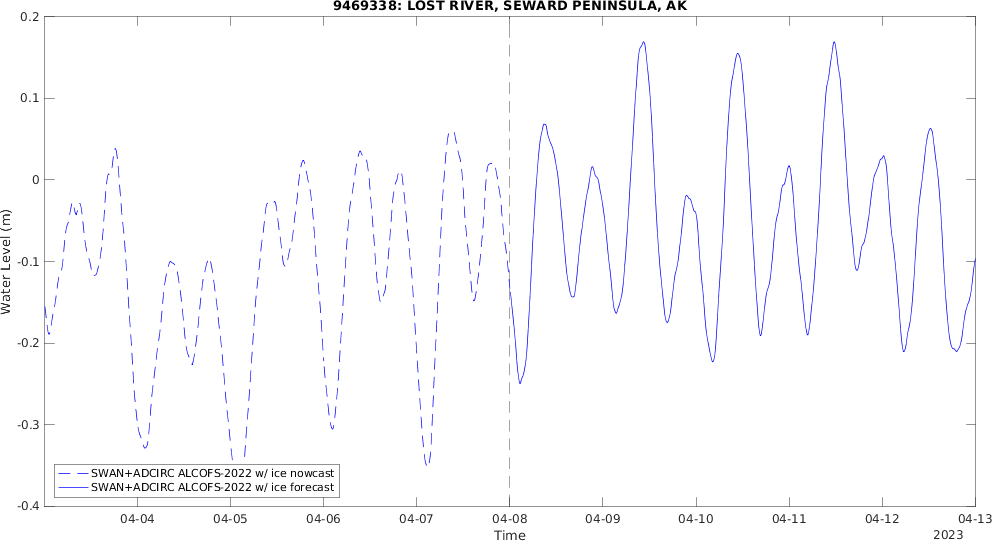 9469338: LOST RIVER, SEWARD PENINSULA, AK
Water Level (m)
0.2
0.1
0
-0.1
-0.2
-0.3
-0.4
SWAN+ADCIRC ALCOFS-2022 w/ ice nowcast
SWAN+ADCIRC ALCOFS-2022 w/ ice forecast
04-04 04-05 04-06 04-07 04-08 04-09 04-10 04-11 04-12 04-13
Time
2023